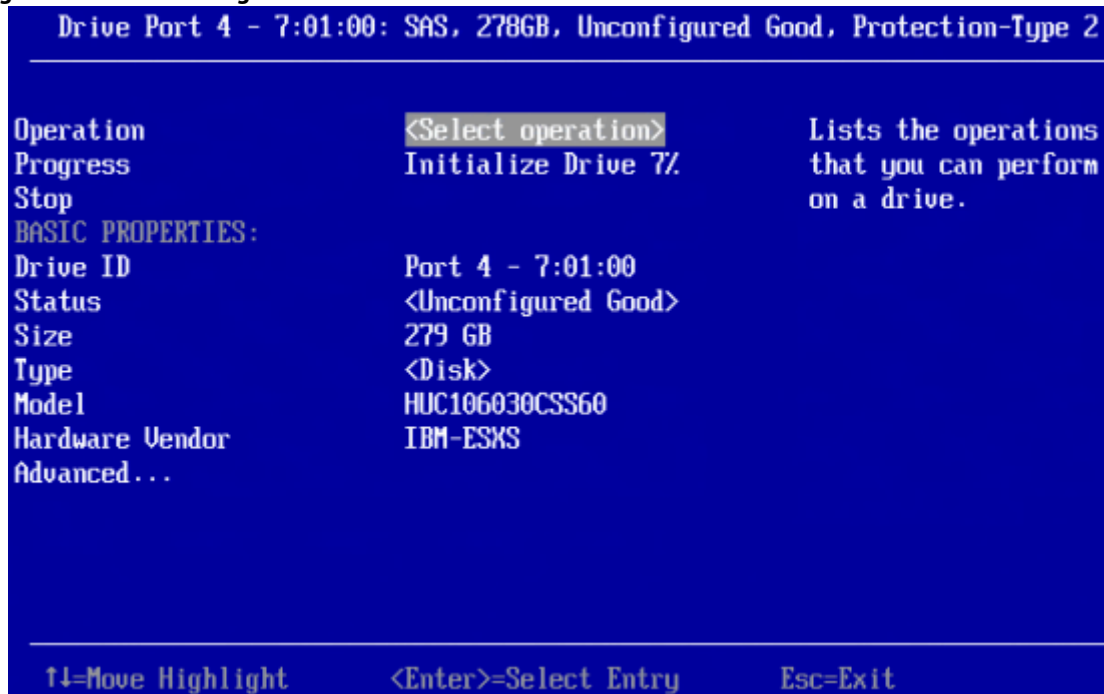 Drive Port 4 - 7:01:00: SAS, 278GB, Unconfigured Good, Protection-Type 2
Operation <Select operation> Lists the operations
Progress Initialize Drive 7% that you can perform
Stop on a drive.
BASIC PROPERTIES:
Drive ID Port 4 - 7:01:00
Status <Unconfigured Good>
Size 279 GB
Type <Disk>
Model HUC106030CSS60
Hardware Vendor IBM-ESXS
Advanced...
↑↓=Move Highlight <Enter>=Select Entry Esc=Exit